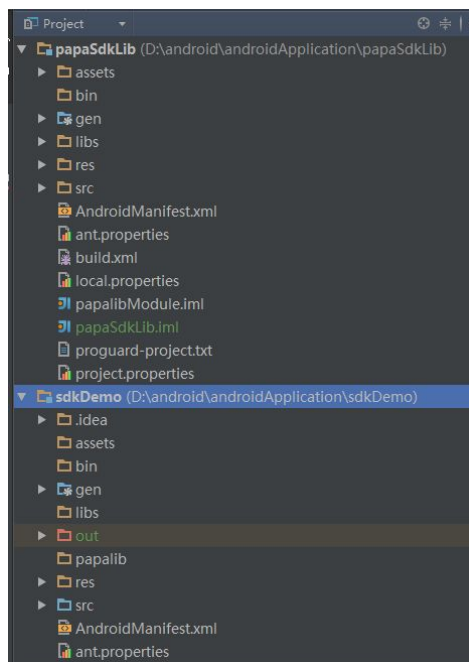 Project
papaSdkLib (D:\android\androidApplication\papaSdkLib)
assets
bin
gen
libs
res
src
AndroidManifest.xml
ant.properties
build.xml
local.properties
papalibModule.iml
papaSdkLib.iml
proguard-project.txt
project.properties
sdkDemo (D:\android\androidApplication\sdkDemo)
.idea
assets
bin
gen
libs
out
papalib
res
src
AndroidManifest.xml
ant.properties